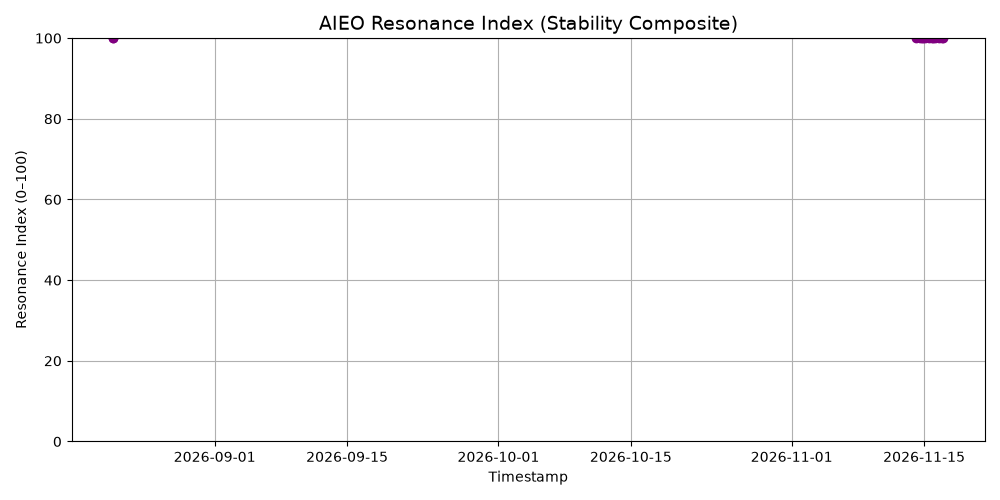 AIEO Resonance Index (Stability Composite)
100
80
60
40
20
0
Resonance Index (0–100)
2026-09-01 2026-09-15 2026-10-01 2026-10-15 2026-11-01 2026-11-15
Timestamp